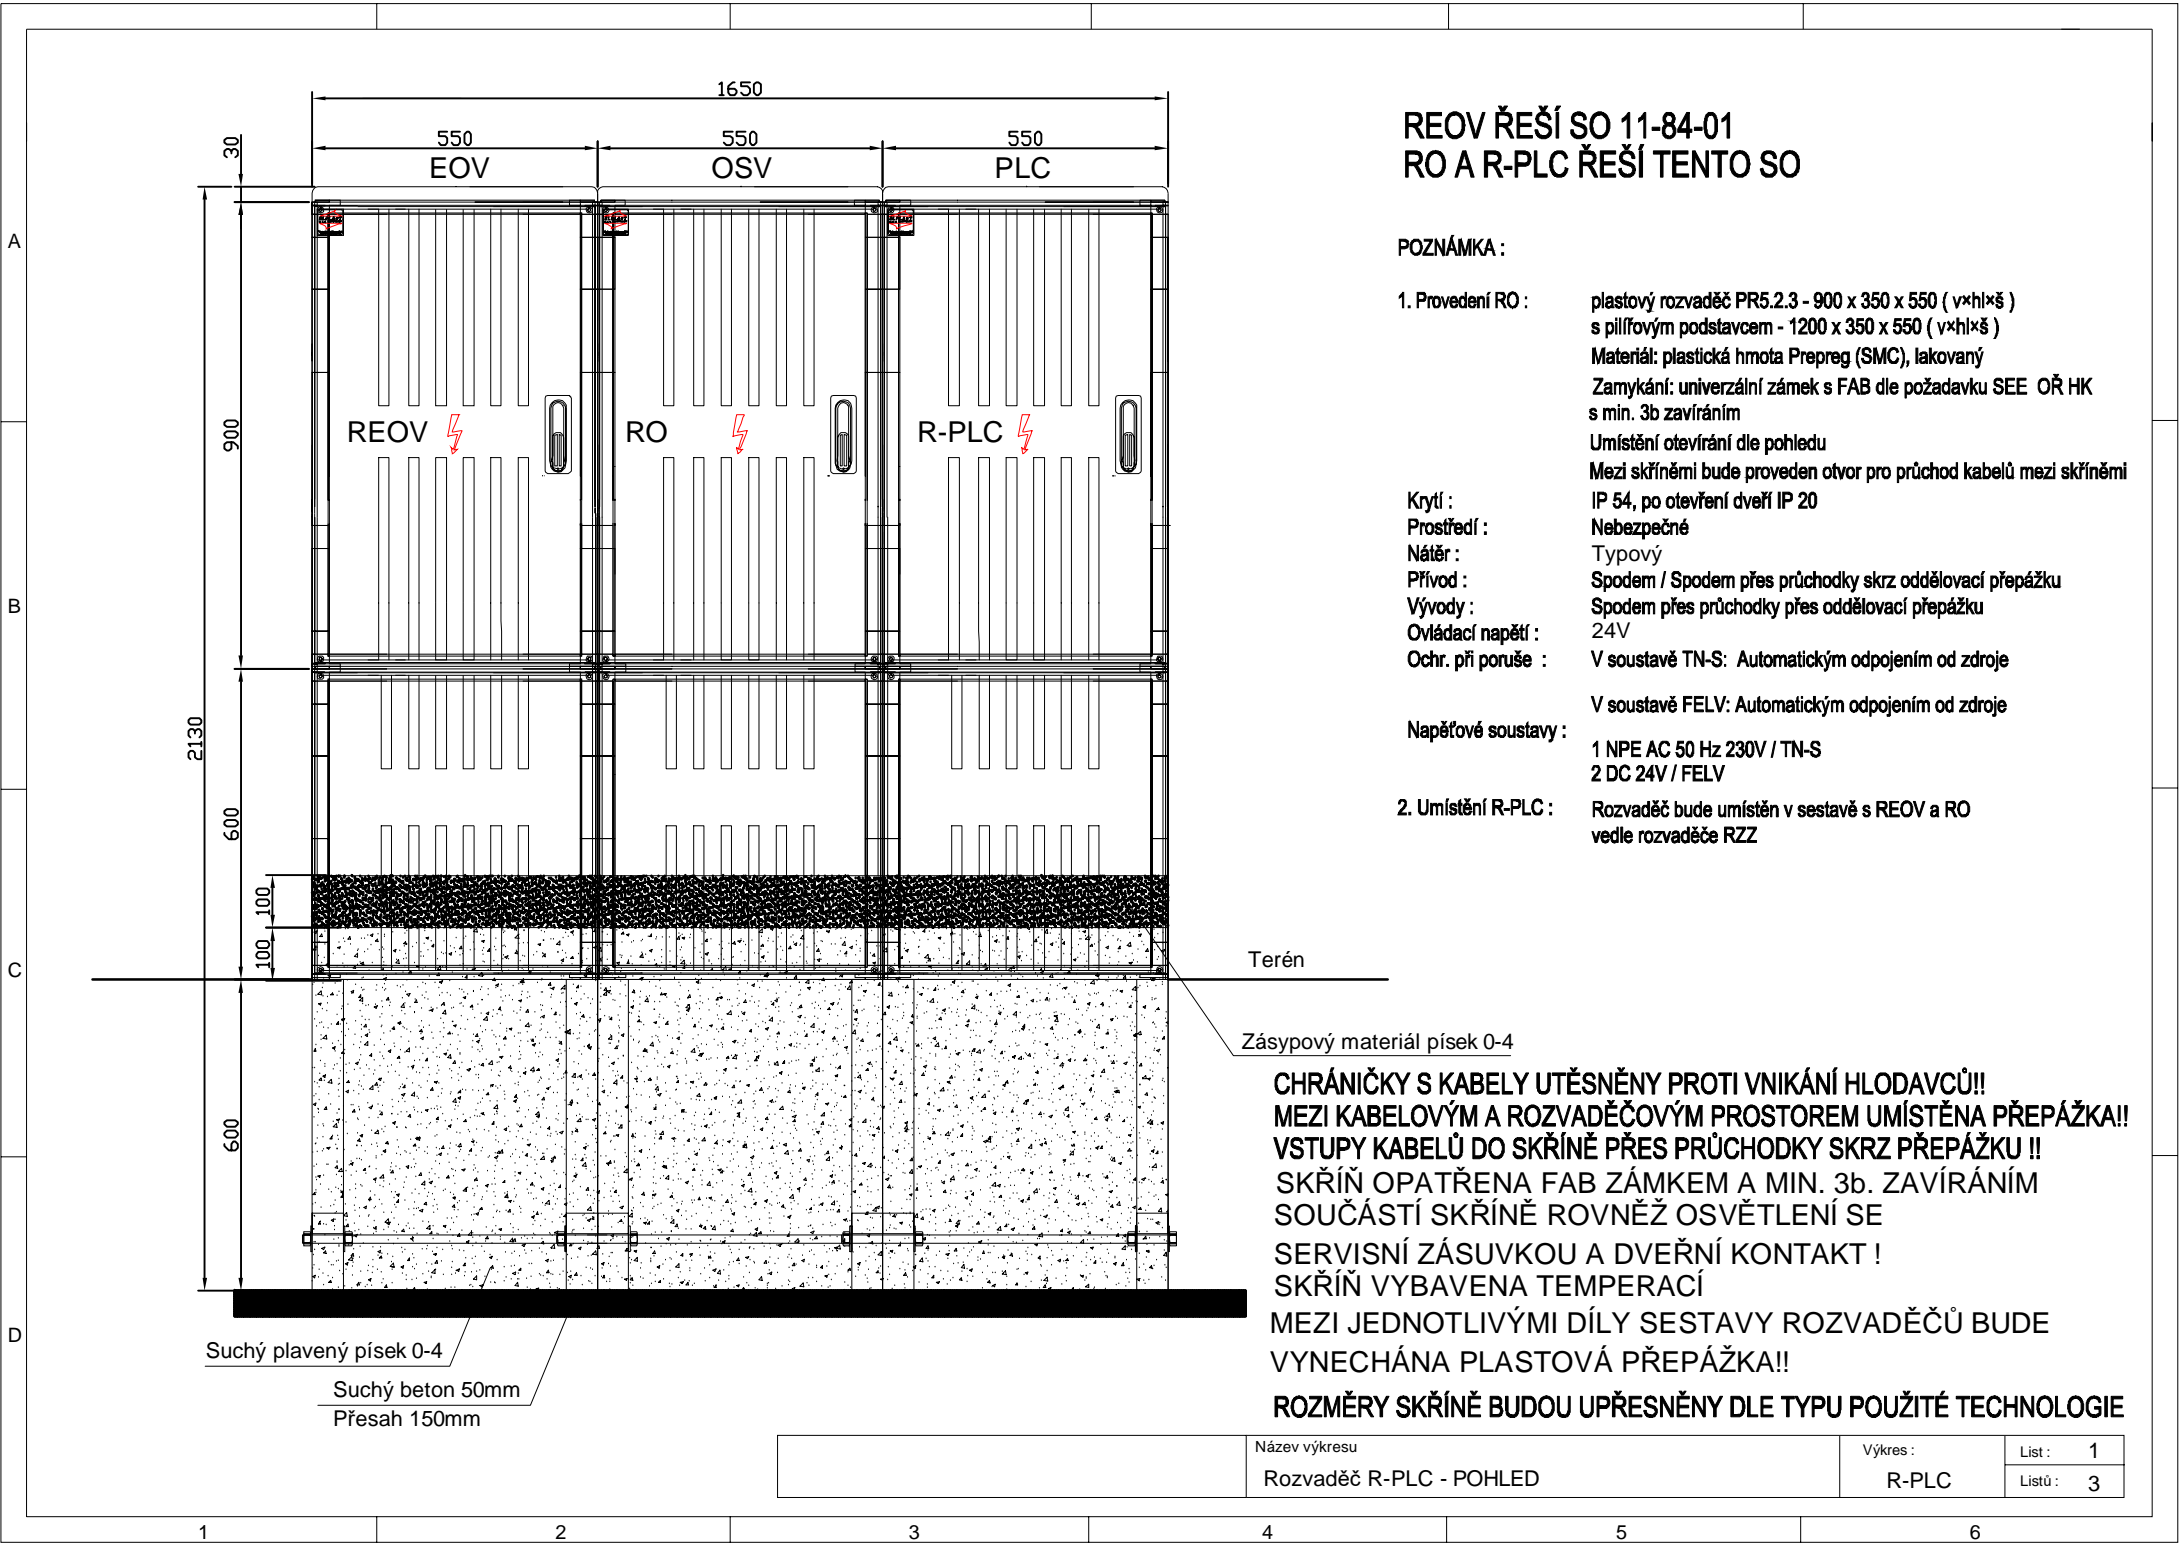 1650
550
550
550
30
EOV
OSV
PLC
REOV ŘEŠÍ SO 11-84-01
RO A R-PLC ŘEŠÍ TENTO SO
POZNÁMKA :
1. Provedení RO :
plastový rozvaděč PR5.2.3 - 900 x 350 x 550 ( v×hl×š )
s pilířovým podstavcem - 1200 x 350 x 550 ( v×hl×š )
Materiál: plastická hmota Prepreg (SMC), lakovaný
Zamykání: univerzální zámek s FAB dle požadavku SEE OŘ HK
s min. 3b zavíráním
Umístění otevírání dle pohledu
Mezi skříněmi bude proveden otvor pro průchod kabelů mezi skříněmi
Krytí : IP 54, po otevření dveří IP 20
Prostředí : Nebezpečné
Nátěr : Typový
Přívod : Spodem / Spodem přes průchodky skrz oddělovací přepážku
Vývody : Spodem přes průchodky přes oddělovací přepážku
Ovládací napětí : 24V
Ochr. při poruše : V soustavě TN-S: Automatickým odpojením od zdroje
V soustavě FELV: Automatickým odpojením od zdroje
Napěťové soustavy :
1 NPE AC 50 Hz 230V / TN-S
2 DC 24V / FELV
2. Umístění R-PLC : Rozvaděč bude umístěn v sestavě s REOV a RO
vedle rozvaděče RZZ
REOV
RO
R-PLC
900
2130
600
100
100
600
Terén
Zásypový materiál písek 0-4
CHRÁNIČKY S KABELY UTĚSNĚNY PROTI VNIKÁNÍ HLODAVCŮ!!
MEZI KABELOVÝM A ROZVADĚČOVÝM PROSTOREM UMÍSTĚNA PŘEPÁŽKA!!
VSTUPY KABELŮ DO SKŘÍNĚ PŘES PRŮCHODKY SKRZ PŘEPÁŽKU !!
SKŘÍŇ OPATŘENA FAB ZÁMKEM A MIN. 3b. ZAVÍRÁNÍM
SOUČÁSTÍ SKŘÍNĚ ROVNĚŽ OSVĚTLENÍ SE
SERVISNÍ ZÁSUVKOU A DVEŘNÍ KONTAKT !
SKŘÍŇ VYBAVENA TEMPERACÍ
MEZI JEDNOTLIVÝMI DÍLY SESTAVY ROZVADĚČŮ BUDE
VYNECHÁNA PLASTOVÁ PŘEPÁŽKA!!
ROZMĚRY SKŘÍNĚ BUDOU UPŘESNĚNY DLE TYPU POUŽITÉ TECHNOLOGIE
Suchý plavený písek 0-4
Suchý beton 50mm
Přesah 150mm
Název výkresu
Rozvaděč R-PLC - POHLED
Výkres :
R-PLC
List : 1
Listů : 3
A
B
C
D
1
2
3
4
5
6